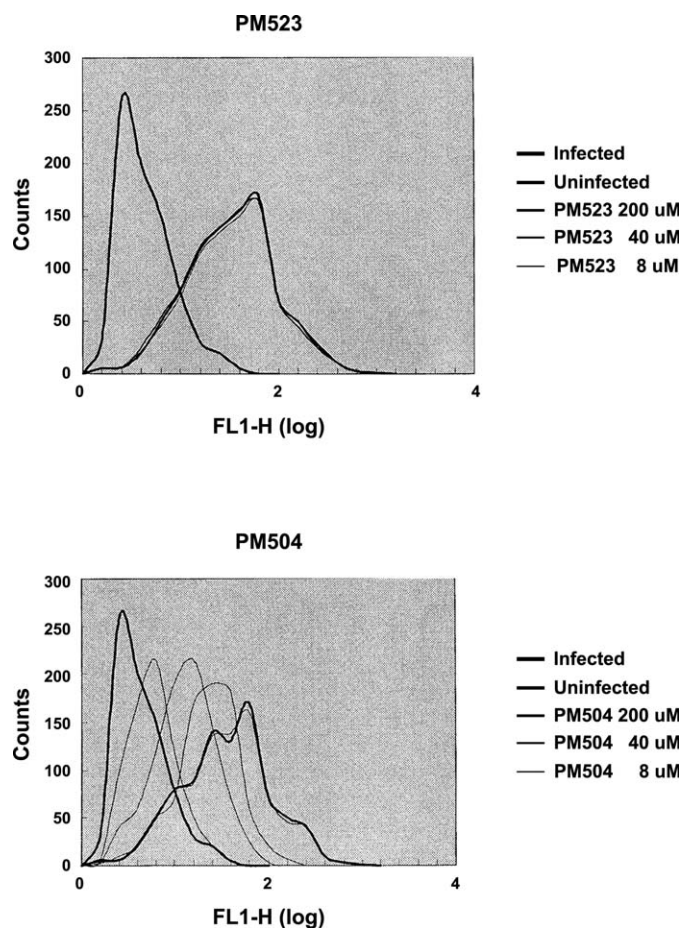 PM523
300
250
200
150
100
50
0
Counts
0 2 4
FL1-H (log)
Infected
Uninfected
PM523 200 uM
PM523 40 uM
PM523 8 uM
PM504
300
250
200
150
100
50
0
Counts
0 2 4
FL1-H (log)
Infected
Uninfected
PM504 200 uM
PM504 40 uM
PM504 8 uM